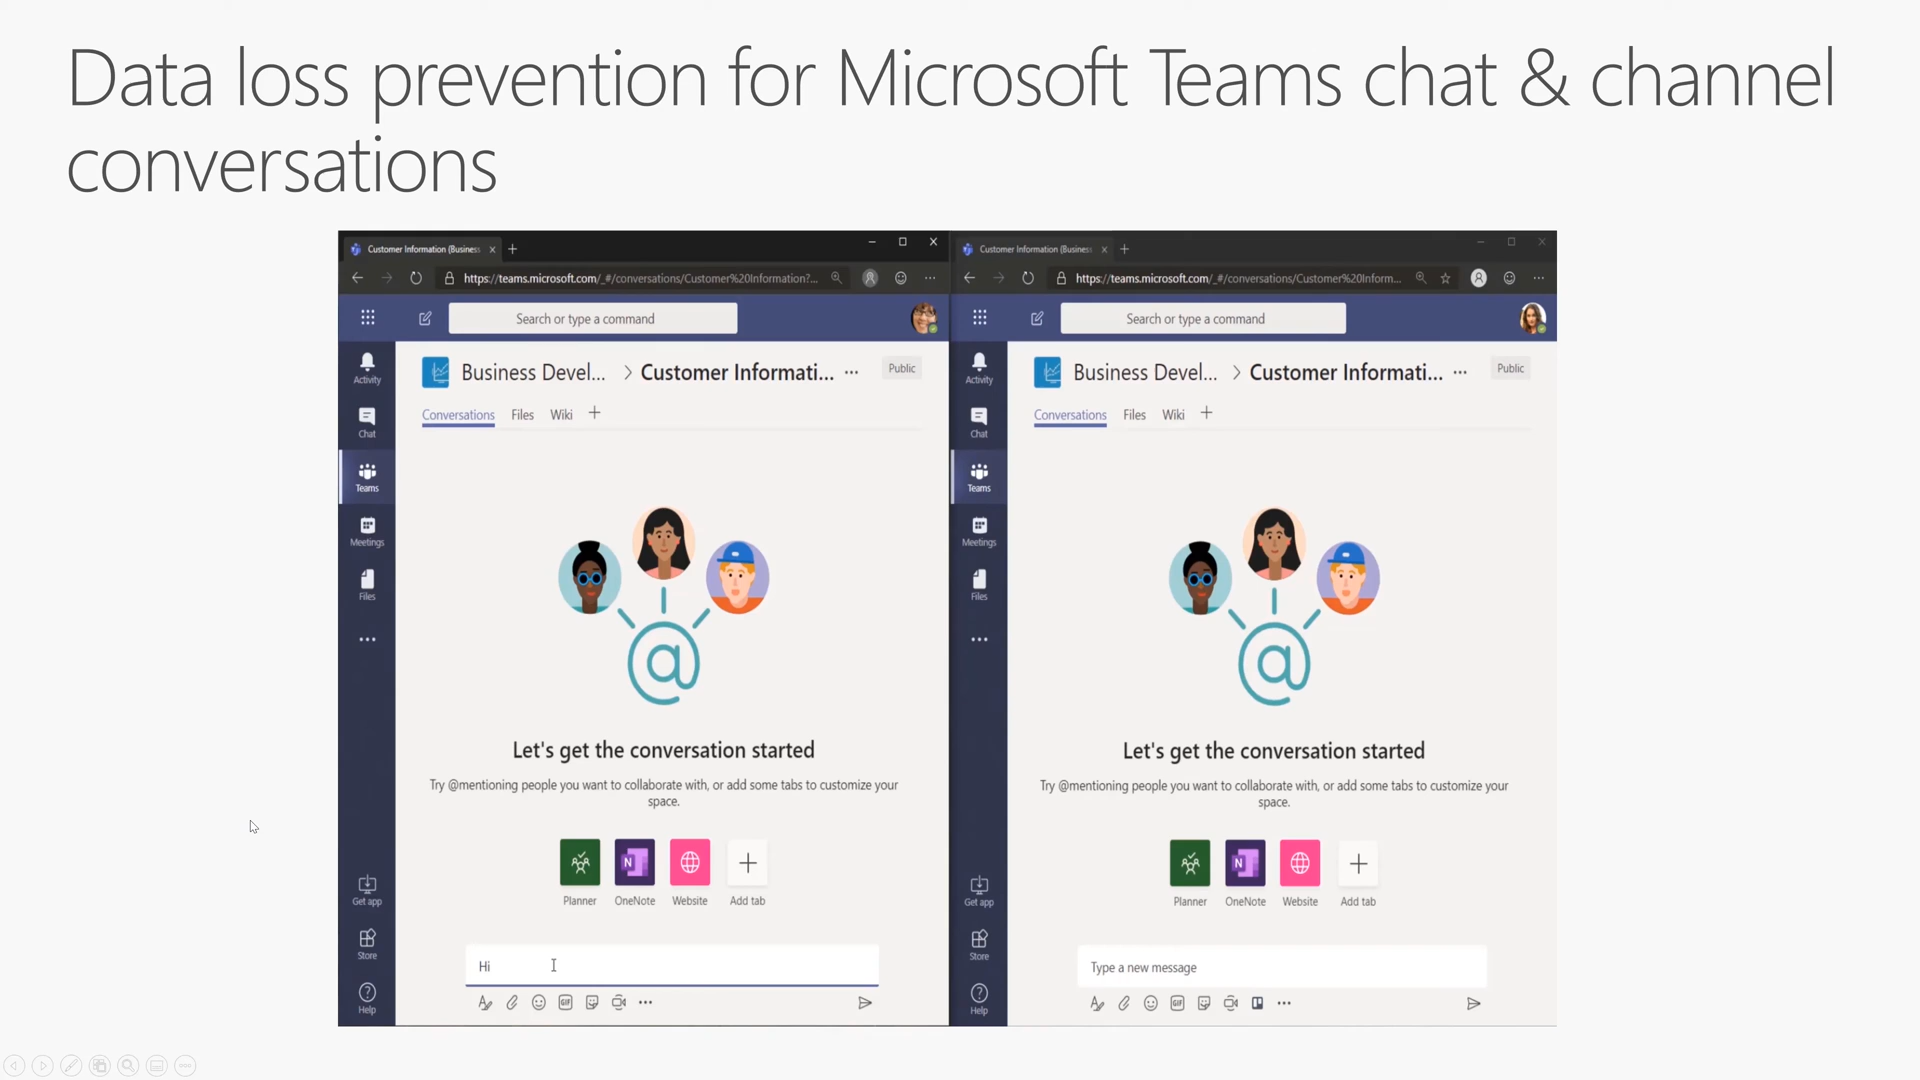 Data loss prevention for Microsoft Teams chat & channel
conversations
Customer Information (Business
https://teams.microsoft.com/_#/conversations/Customer%20Information?...
Search or type a command
Activity
Chat
Teams
Meetings
Files
Get app
Store
Help
Business Devel... > Customer Informati... ...
Public
Conversations Files Wiki +
Let's get the conversation started
Try @mentioning people you want to collaborate with, or add some tabs to customize your
space.
N
Planner OneNote Website Add tab
Hi
GIF
Customer Information (Business
https://teams.microsoft.com/_#/conversations/Customer%20Inform...
Search or type a command
Activity
Chat
Teams
Meetings
Files
Get app
Store
Help
Business Devel... > Customer Informati... ...
Public
Conversations Files Wiki +
Let's get the conversation started
Try @mentioning people you want to collaborate with, or add some tabs to customize your
space.
N
Planner OneNote Website Add tab
Type a new message
GIF